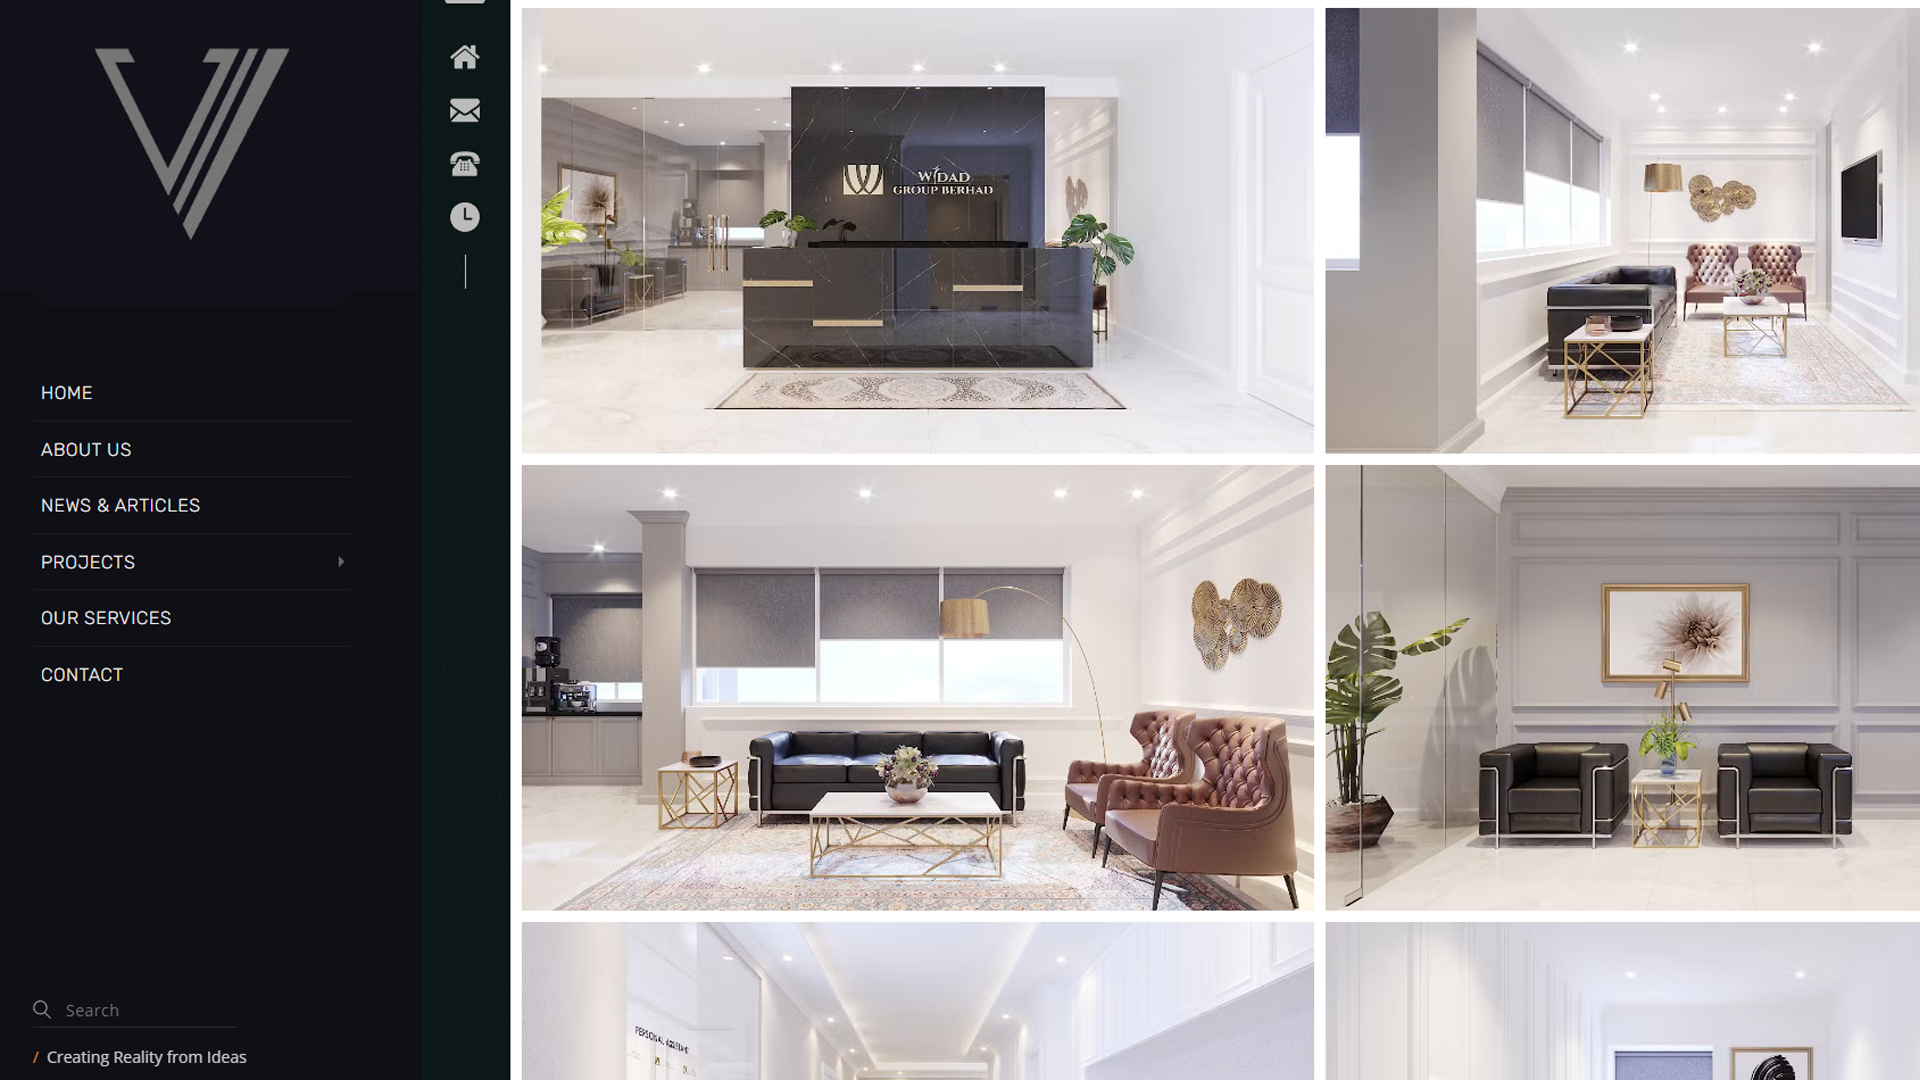 HOME
ABOUT US
NEWS & ARTICLES
PROJECTS
OUR SERVICES
CONTACT
Search
/ Creating Reality from Ideas
WIDAD
GROUP BERHAD
PERSONAL ASSISTANT